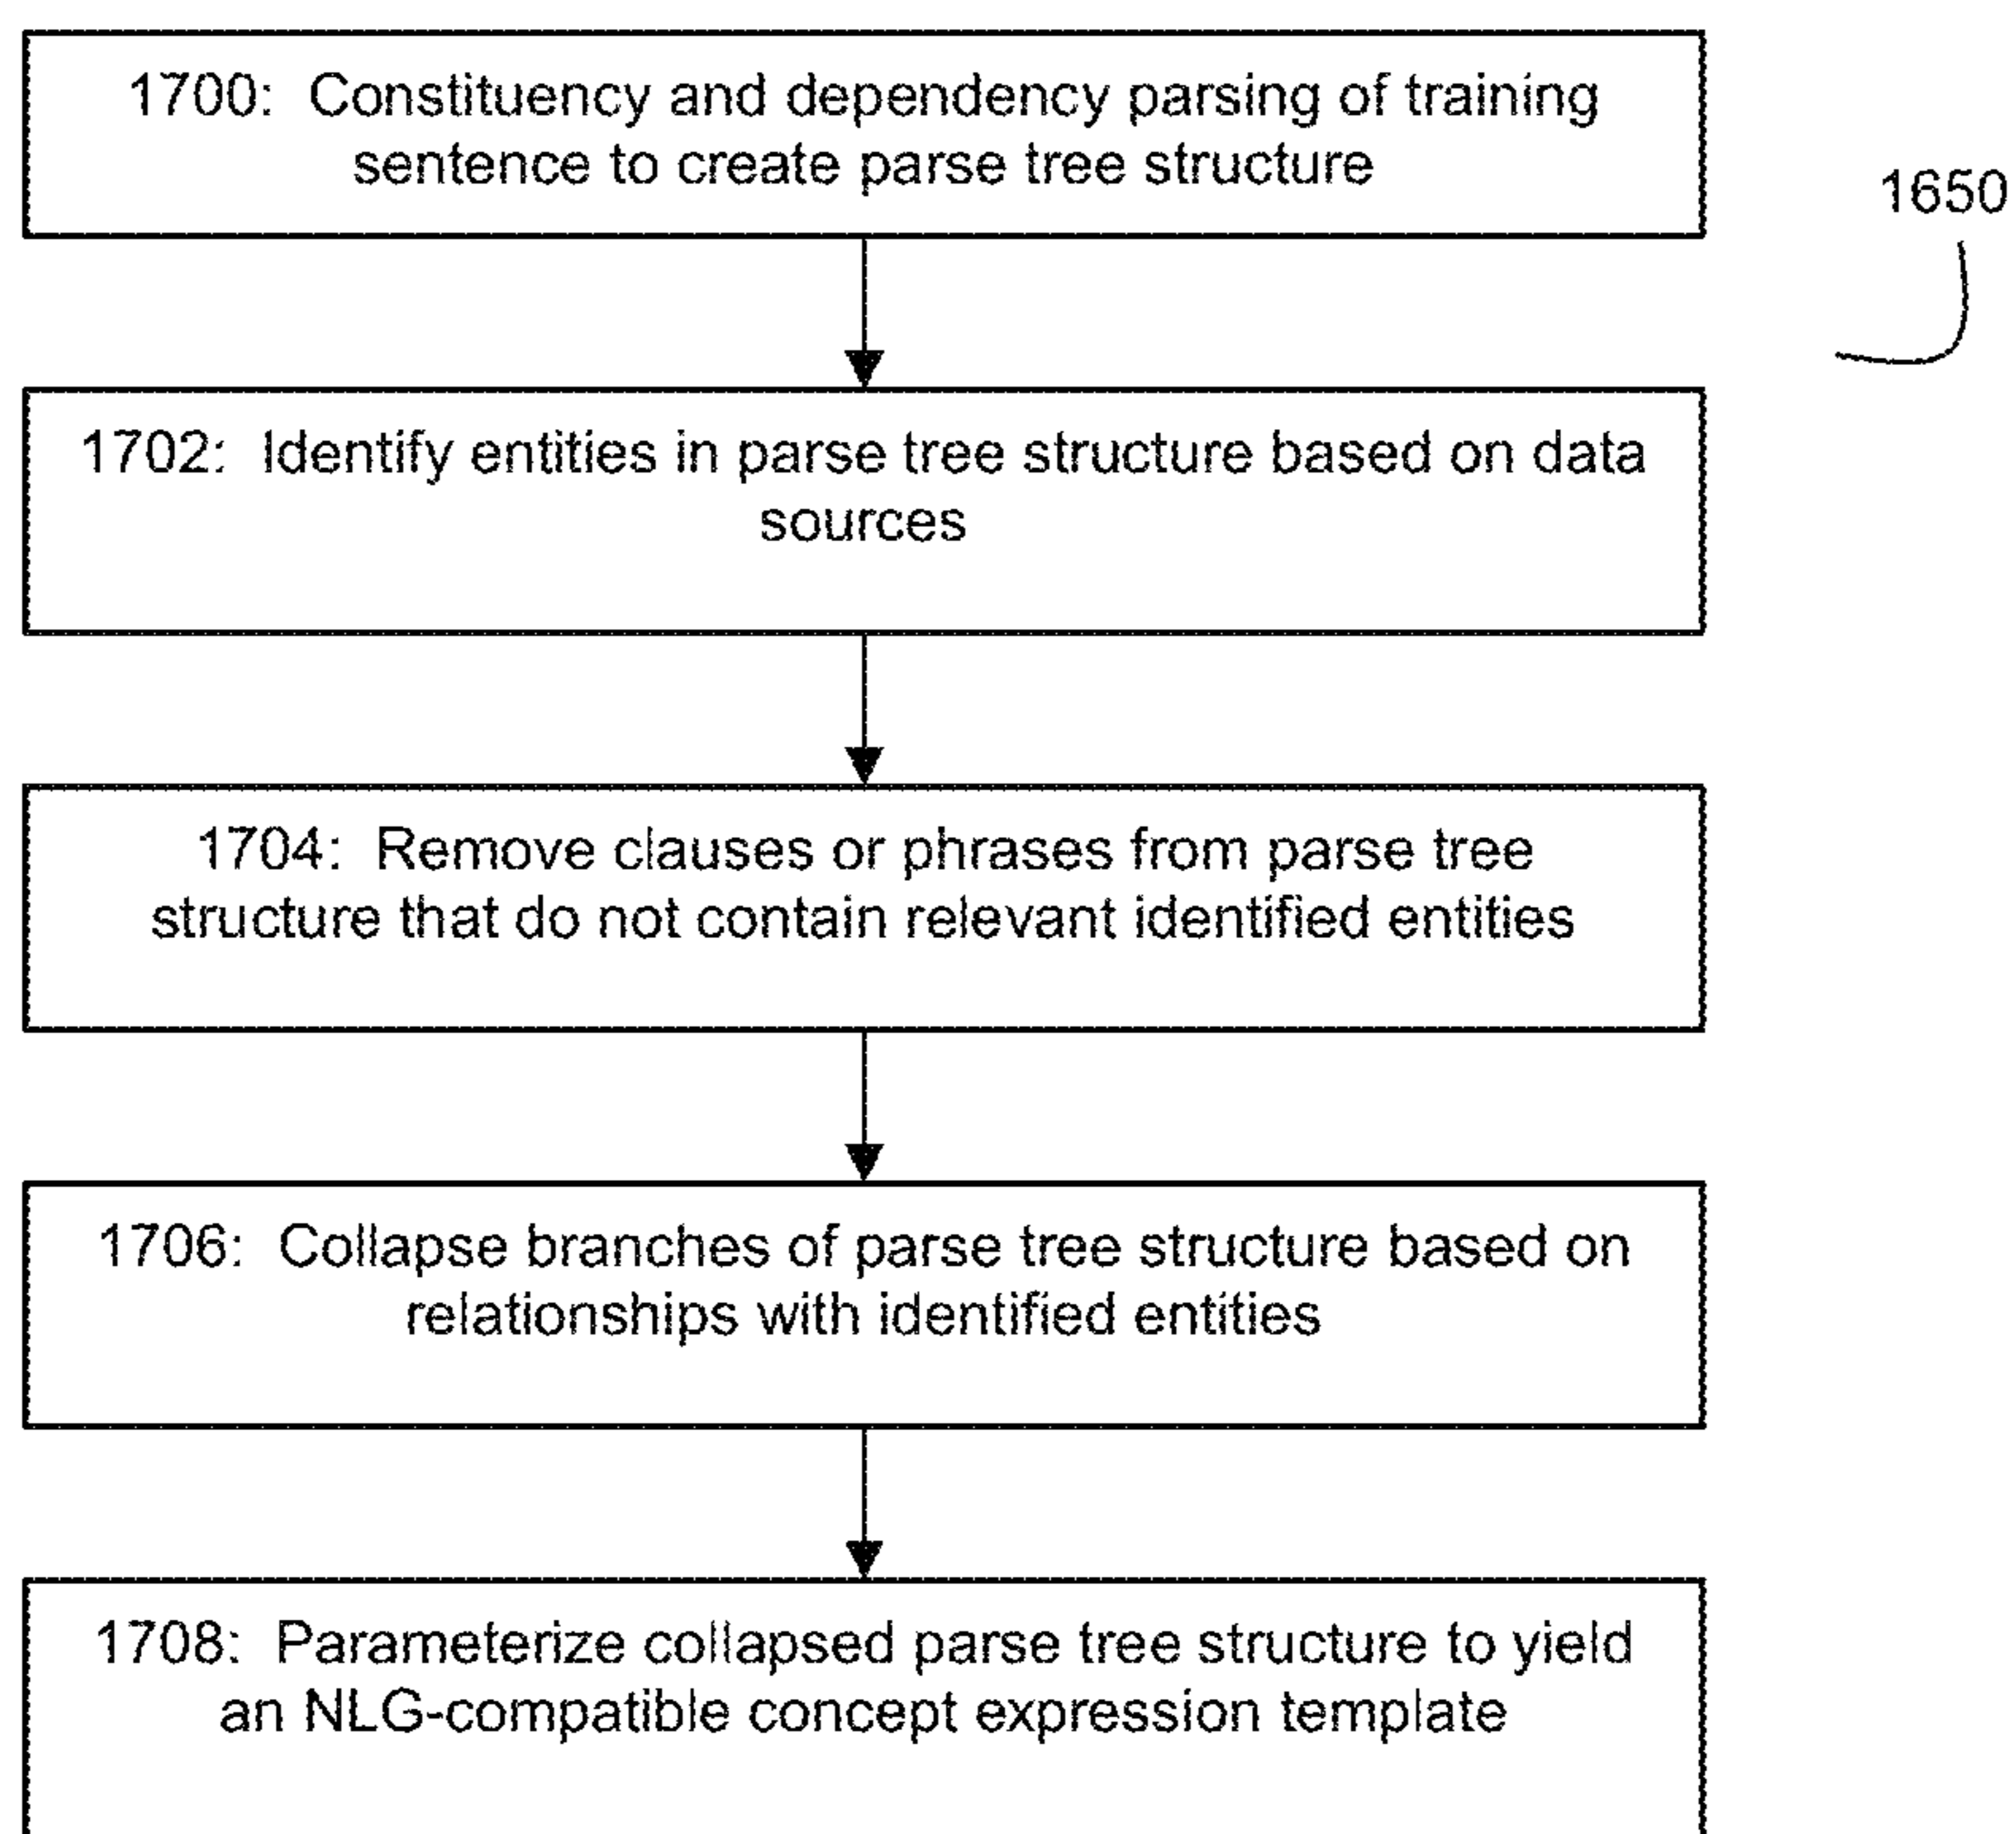 1700: Constituency and dependency parsing of training
sentence to create parse tree structure
1650
1702: Identify entities in parse tree structure based on data
sources
1704: Remove clauses or phrases from parse tree
structure that do not contain relevant identified entities
1706: Collapse branches of parse tree structure based on
relationships with identified entities
1708: Parameterize collapsed parse tree structure to yield
an NLG-compatible concept expression template